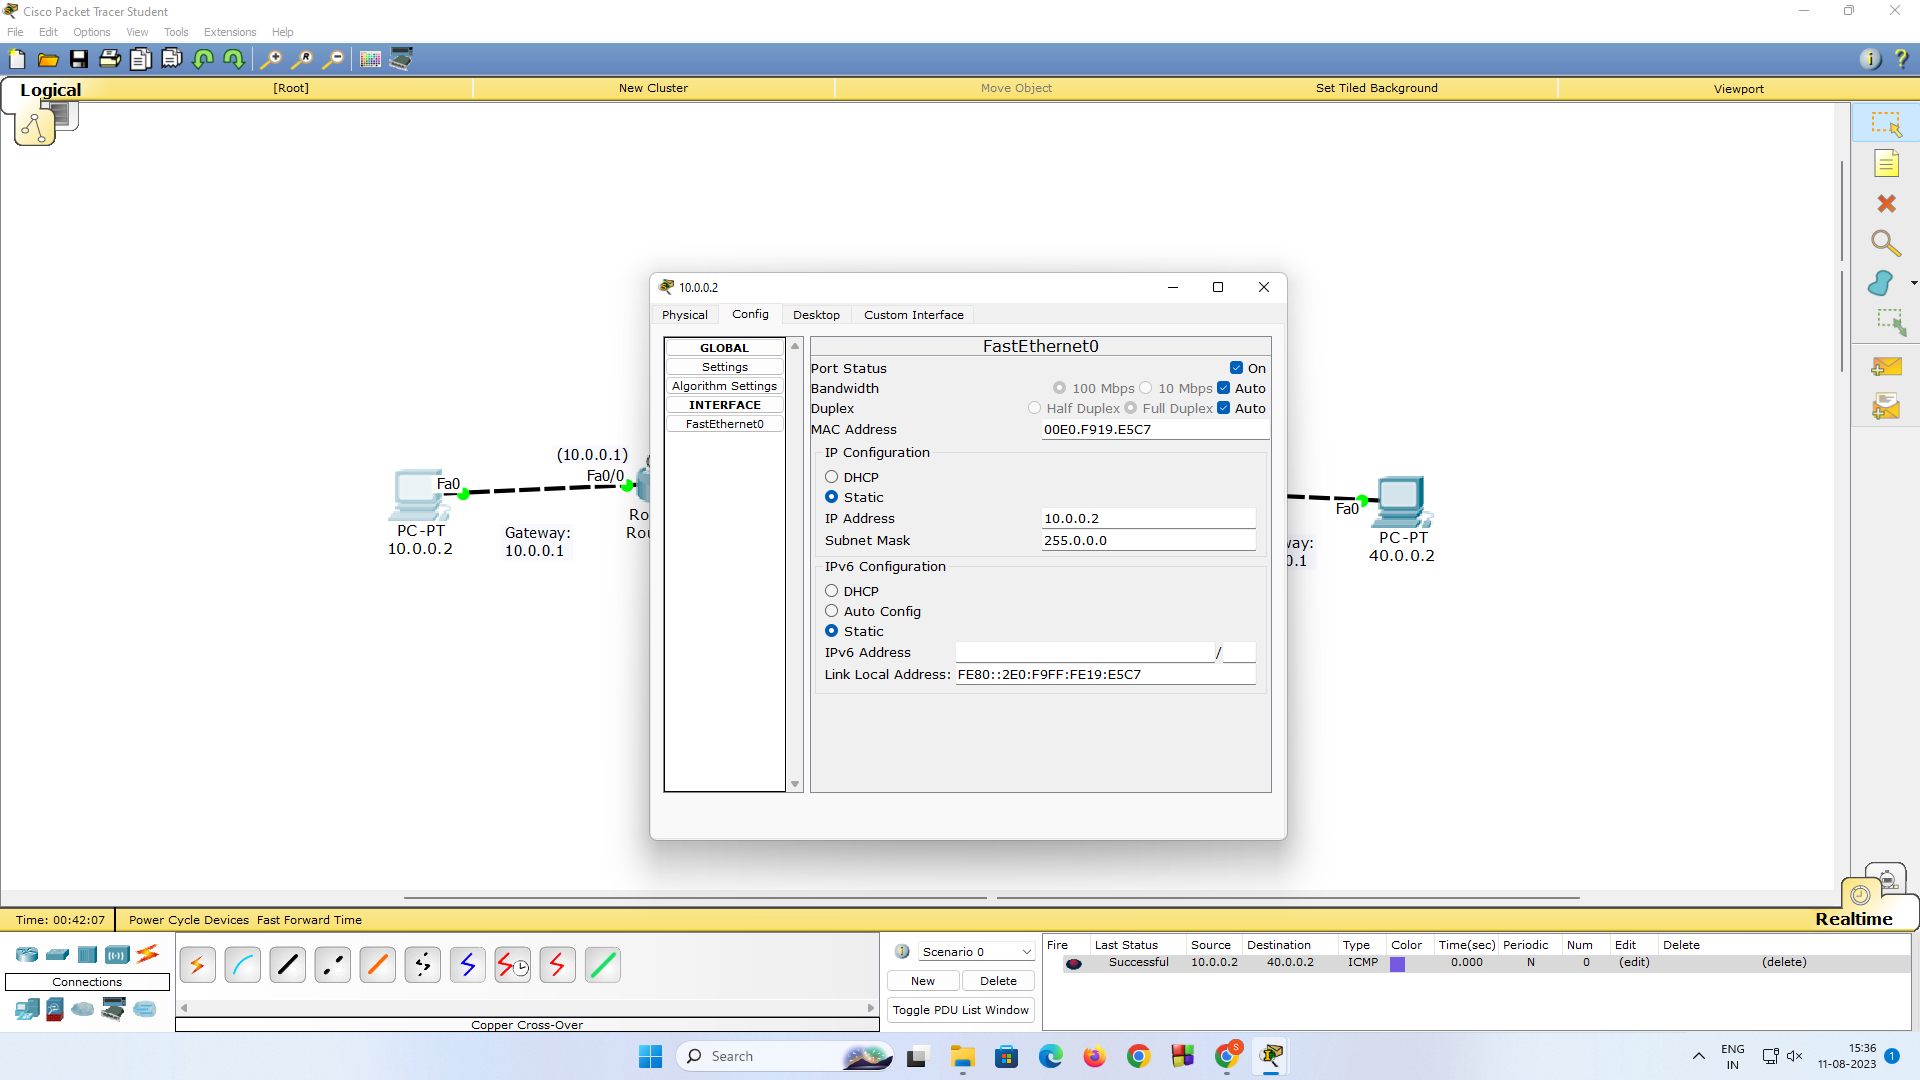 Cisco Packet Tracer Student
File Edit Options View Tools Extensions Help
Logical [Root] New Cluster Move Object Set Tiled Background Viewport
10.0.0.2
Physical Config Desktop Custom Interface
GLOBAL
Settings
Algorithm Settings
INTERFACE
FastEthernet0
FastEthernet0
Port Status On
Bandwidth 100 Mbps 10 Mbps Auto
Duplex Half Duplex Full Duplex Auto
MAC Address 00E0.F919.E5C7
IP Configuration
DHCP
Static
IP Address 10.0.0.2
Subnet Mask 255.0.0.0
IPv6 Configuration
DHCP
Auto Config
Static
IPv6 Address /
Link Local Address: FE80::2E0:F9FF:FE19:E5C7
(10.0.0.1)
Fa0 Fa0/0
PC-PT
10.0.0.2
Gateway:
10.0.0.1
Ro
Rou
Fa0
way:
0.1
PC-PT
40.0.0.2
Time: 00:42:07 Power Cycle Devices Fast Forward Time Realtime
Connections
Copper Cross-Over
Scenario 0
New Delete
Toggle PDU List Window
Fire Last Status Source Destination Type Color Time(sec) Periodic Num Edit Delete
Successful 10.0.0.2 40.0.0.2 ICMP 0.000 N 0 (edit) (delete)
Search
S
ENG
IN
15:36
11-08-2023
1